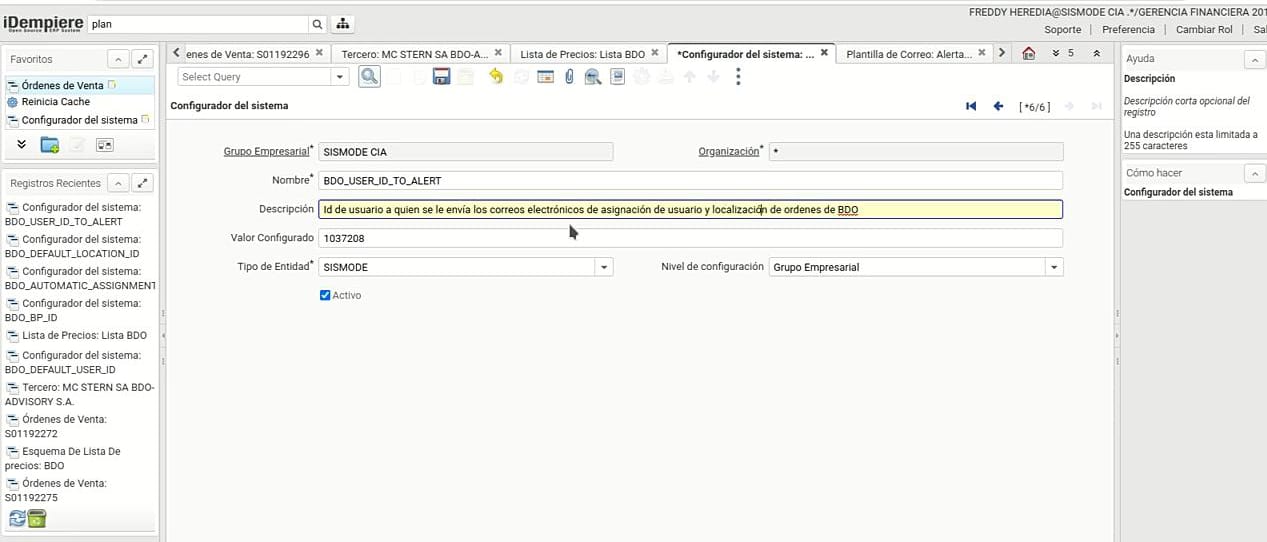 FREDDY HEREDIA@SISMODE CIA .*/GERENCIA FINANCIERA 201
iDempiere
Open Source ERP System
plan
Soporte | Preferencia | Cambiar Rol | Sal
Favoritos
Órdenes de Venta
Reinicia Cache
Configurador del sistema
Registros Recientes
Configurador del sistema:
BDO_USER_ID_TO_ALERT
Configurador del sistema:
BDO_DEFAULT_LOCATION_ID
Configurador del sistema:
BDO_AUTOMATIC_ASSIGNMENT
Configurador del sistema:
BDO_BP_ID
Lista de Precios: Lista BDO
Configurador del sistema:
BDO_DEFAULT_USER_ID
Tercero: MC STERN SA BDO-
ADVISORY S.A.
Órdenes de Venta:
S01192272
Esquema De Lista De
precios: BDO
Órdenes de Venta:
S01192275
enes de Venta: S01192296
Tercero: MC STERN SA BDO-A...
Lista de Precios: Lista BDO
*Configurador del sistema: ...
Plantilla de Correo: Alerta...
5
Select Query
Configurador del sistema
[ *6/6 ]
Grupo Empresarial* SISMODE CIA
Organización* *
Nombre* BDO_USER_ID_TO_ALERT
Descripción Id de usuario a quien se le envía los correos electrónicos de asignación de usuario y localización de ordenes de BDO
Valor Configurado 1037208
Tipo de Entidad* SISMODE
Nivel de configuración Grupo Empresarial
Activo
Ayuda
Descripción
Descripción corta opcional del
registro
Una descripción esta limitada a
255 caracteres
Cómo hacer
Configurador del sistema